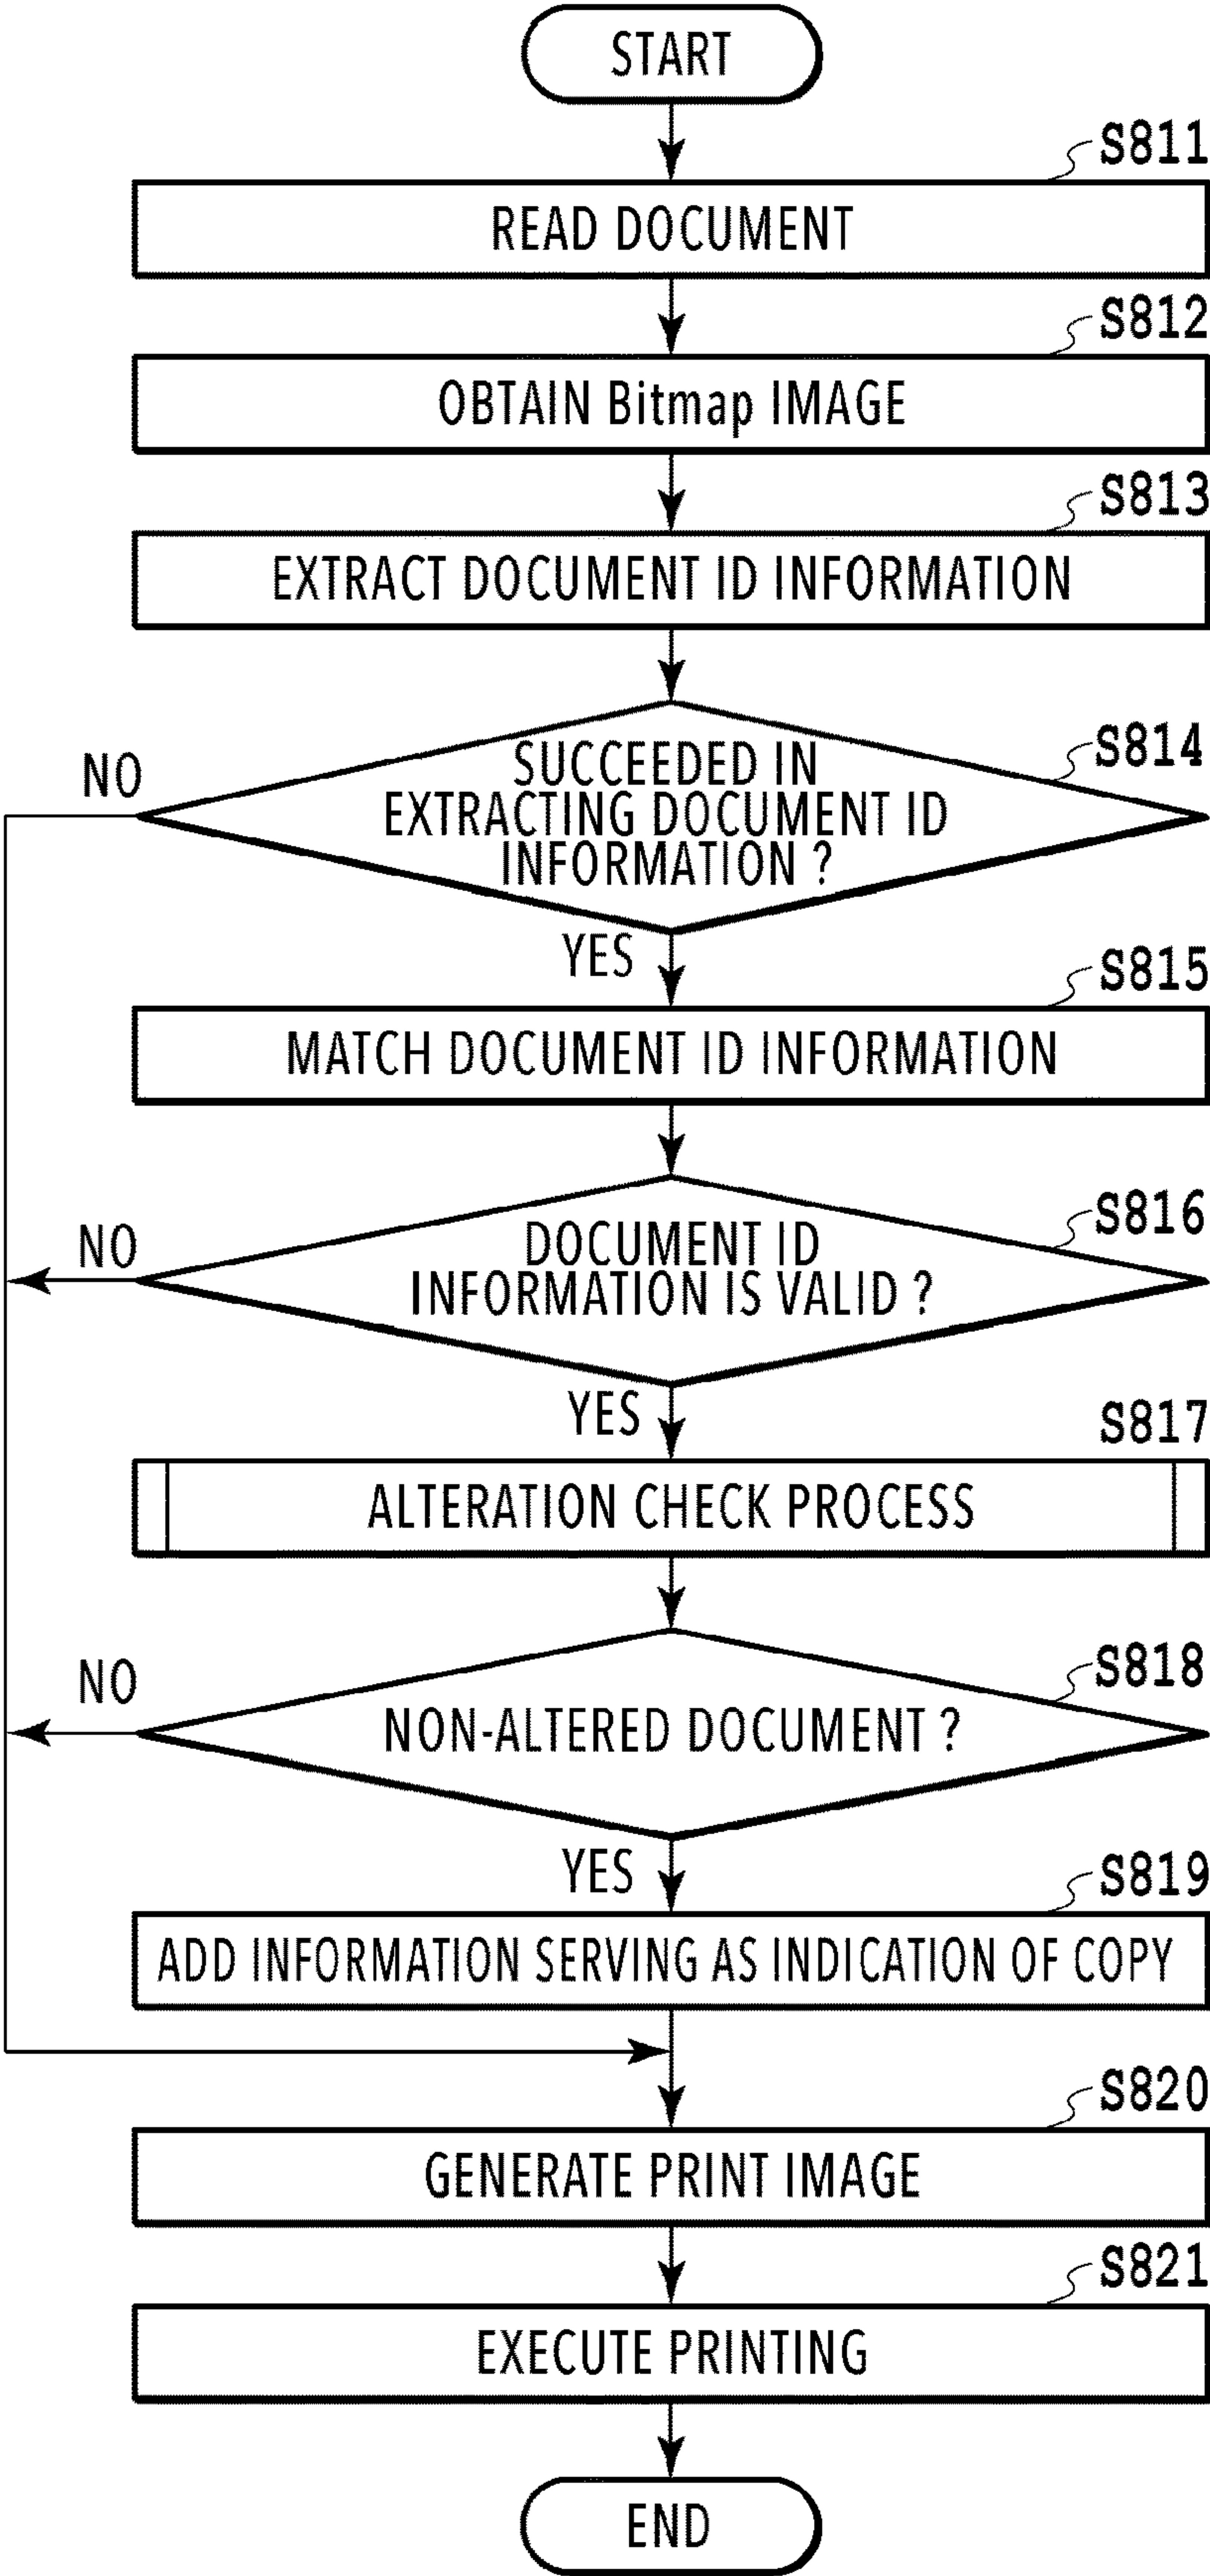 START
S811
READ DOCUMENT
S812
OBTAIN Bitmap IMAGE
S813
EXTRACT DOCUMENT ID INFORMATION
S814
NO
SUCCEEDED IN
EXTRACTING DOCUMENT ID
INFORMATION ?
YES
S815
MATCH DOCUMENT ID INFORMATION
S816
NO
DOCUMENT ID
INFORMATION IS VALID ?
YES
S817
ALTERATION CHECK PROCESS
S818
NO
NON-ALTERED DOCUMENT ?
YES
S819
ADD INFORMATION SERVING AS INDICATION OF COPY
S820
GENERATE PRINT IMAGE
S821
EXECUTE PRINTING
END